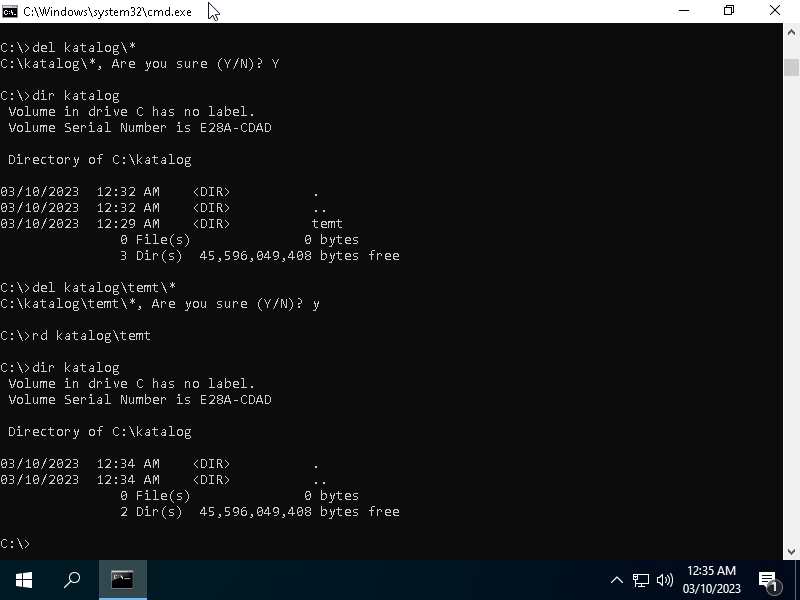 C:\Windows\system32\cmd.exe
C:\>del katalog\*
C:\katalog\*, Are you sure (Y/N)? Y
C:\>dir katalog
 Volume in drive C has no label.
 Volume Serial Number is E28A-CDAD
 Directory of C:\katalog
03/10/2023  12:32 AM    <DIR>          .
03/10/2023  12:32 AM    <DIR>          ..
03/10/2023  12:29 AM    <DIR>          temt
               0 File(s)              0 bytes
               3 Dir(s)  45,596,049,408 bytes free
C:\>del katalog\temt\*
C:\katalog\temt\*, Are you sure (Y/N)? y
C:\>rd katalog\temt
C:\>dir katalog
 Volume in drive C has no label.
 Volume Serial Number is E28A-CDAD
 Directory of C:\katalog
03/10/2023  12:34 AM    <DIR>          .
03/10/2023  12:34 AM    <DIR>          ..
               0 File(s)              0 bytes
               2 Dir(s)  45,596,049,408 bytes free
C:\>
12:35 AM
03/10/2023
1